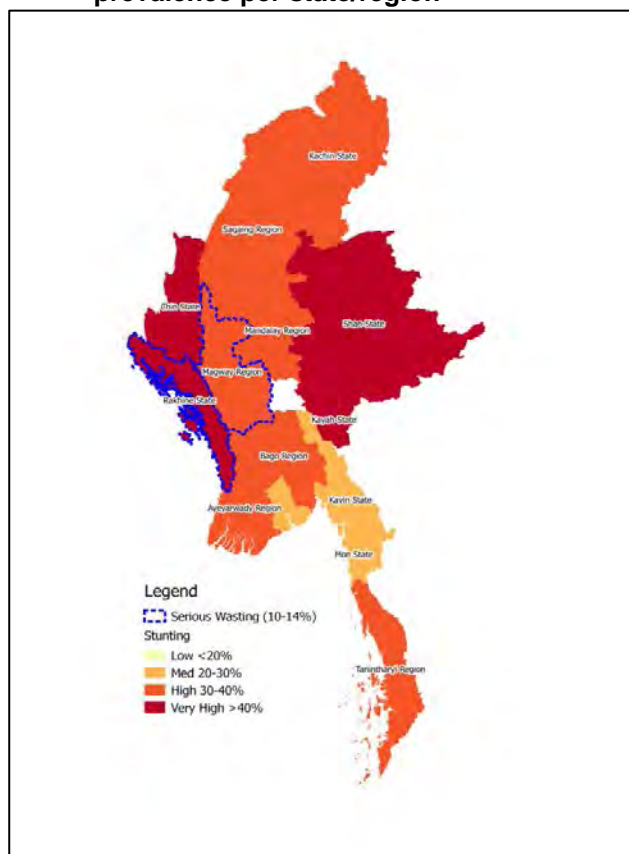 prevalence per state/region
Kachin State
Sagaing Region
Chin State
Mandalay Region
Shan State
Magway Region
Rakhine State
Kayah State
Bago Region
Ayeyarwady Region
Kayin State
Mon State
Legend
Serious Wasting (10-14%)
Stunting
Low <20%
Med 20-30%
High 30-40%
Very High >40%
Tanintharyi Region